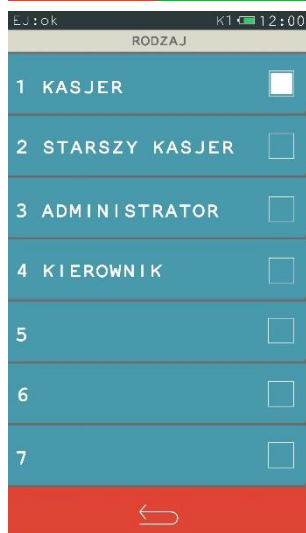 EJ:ok K1 12:00
RODZAJ
1 KASJER
2 STARSZY KASJER
3 ADMINISTRATOR
4 KIEROWNIK
5
6
7